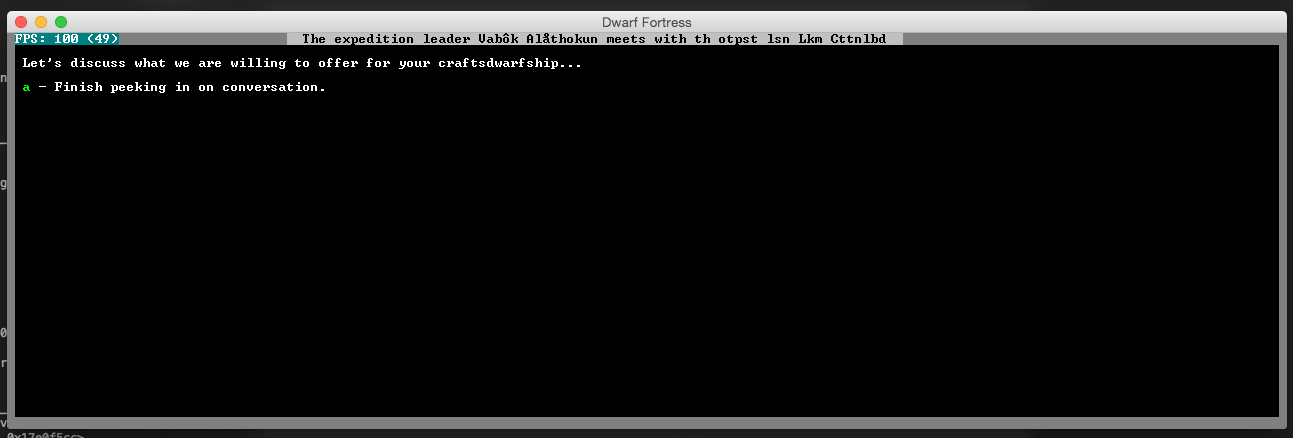 Dwarf Fortress
FPS: 100 (49) The expedition leader Vabôk Alåthokun meets with th otpst lsn Lkm Cttnlbd
Let's discuss what we are willing to offer for your craftsdwarfship...
a - Finish peeking in on conversation.